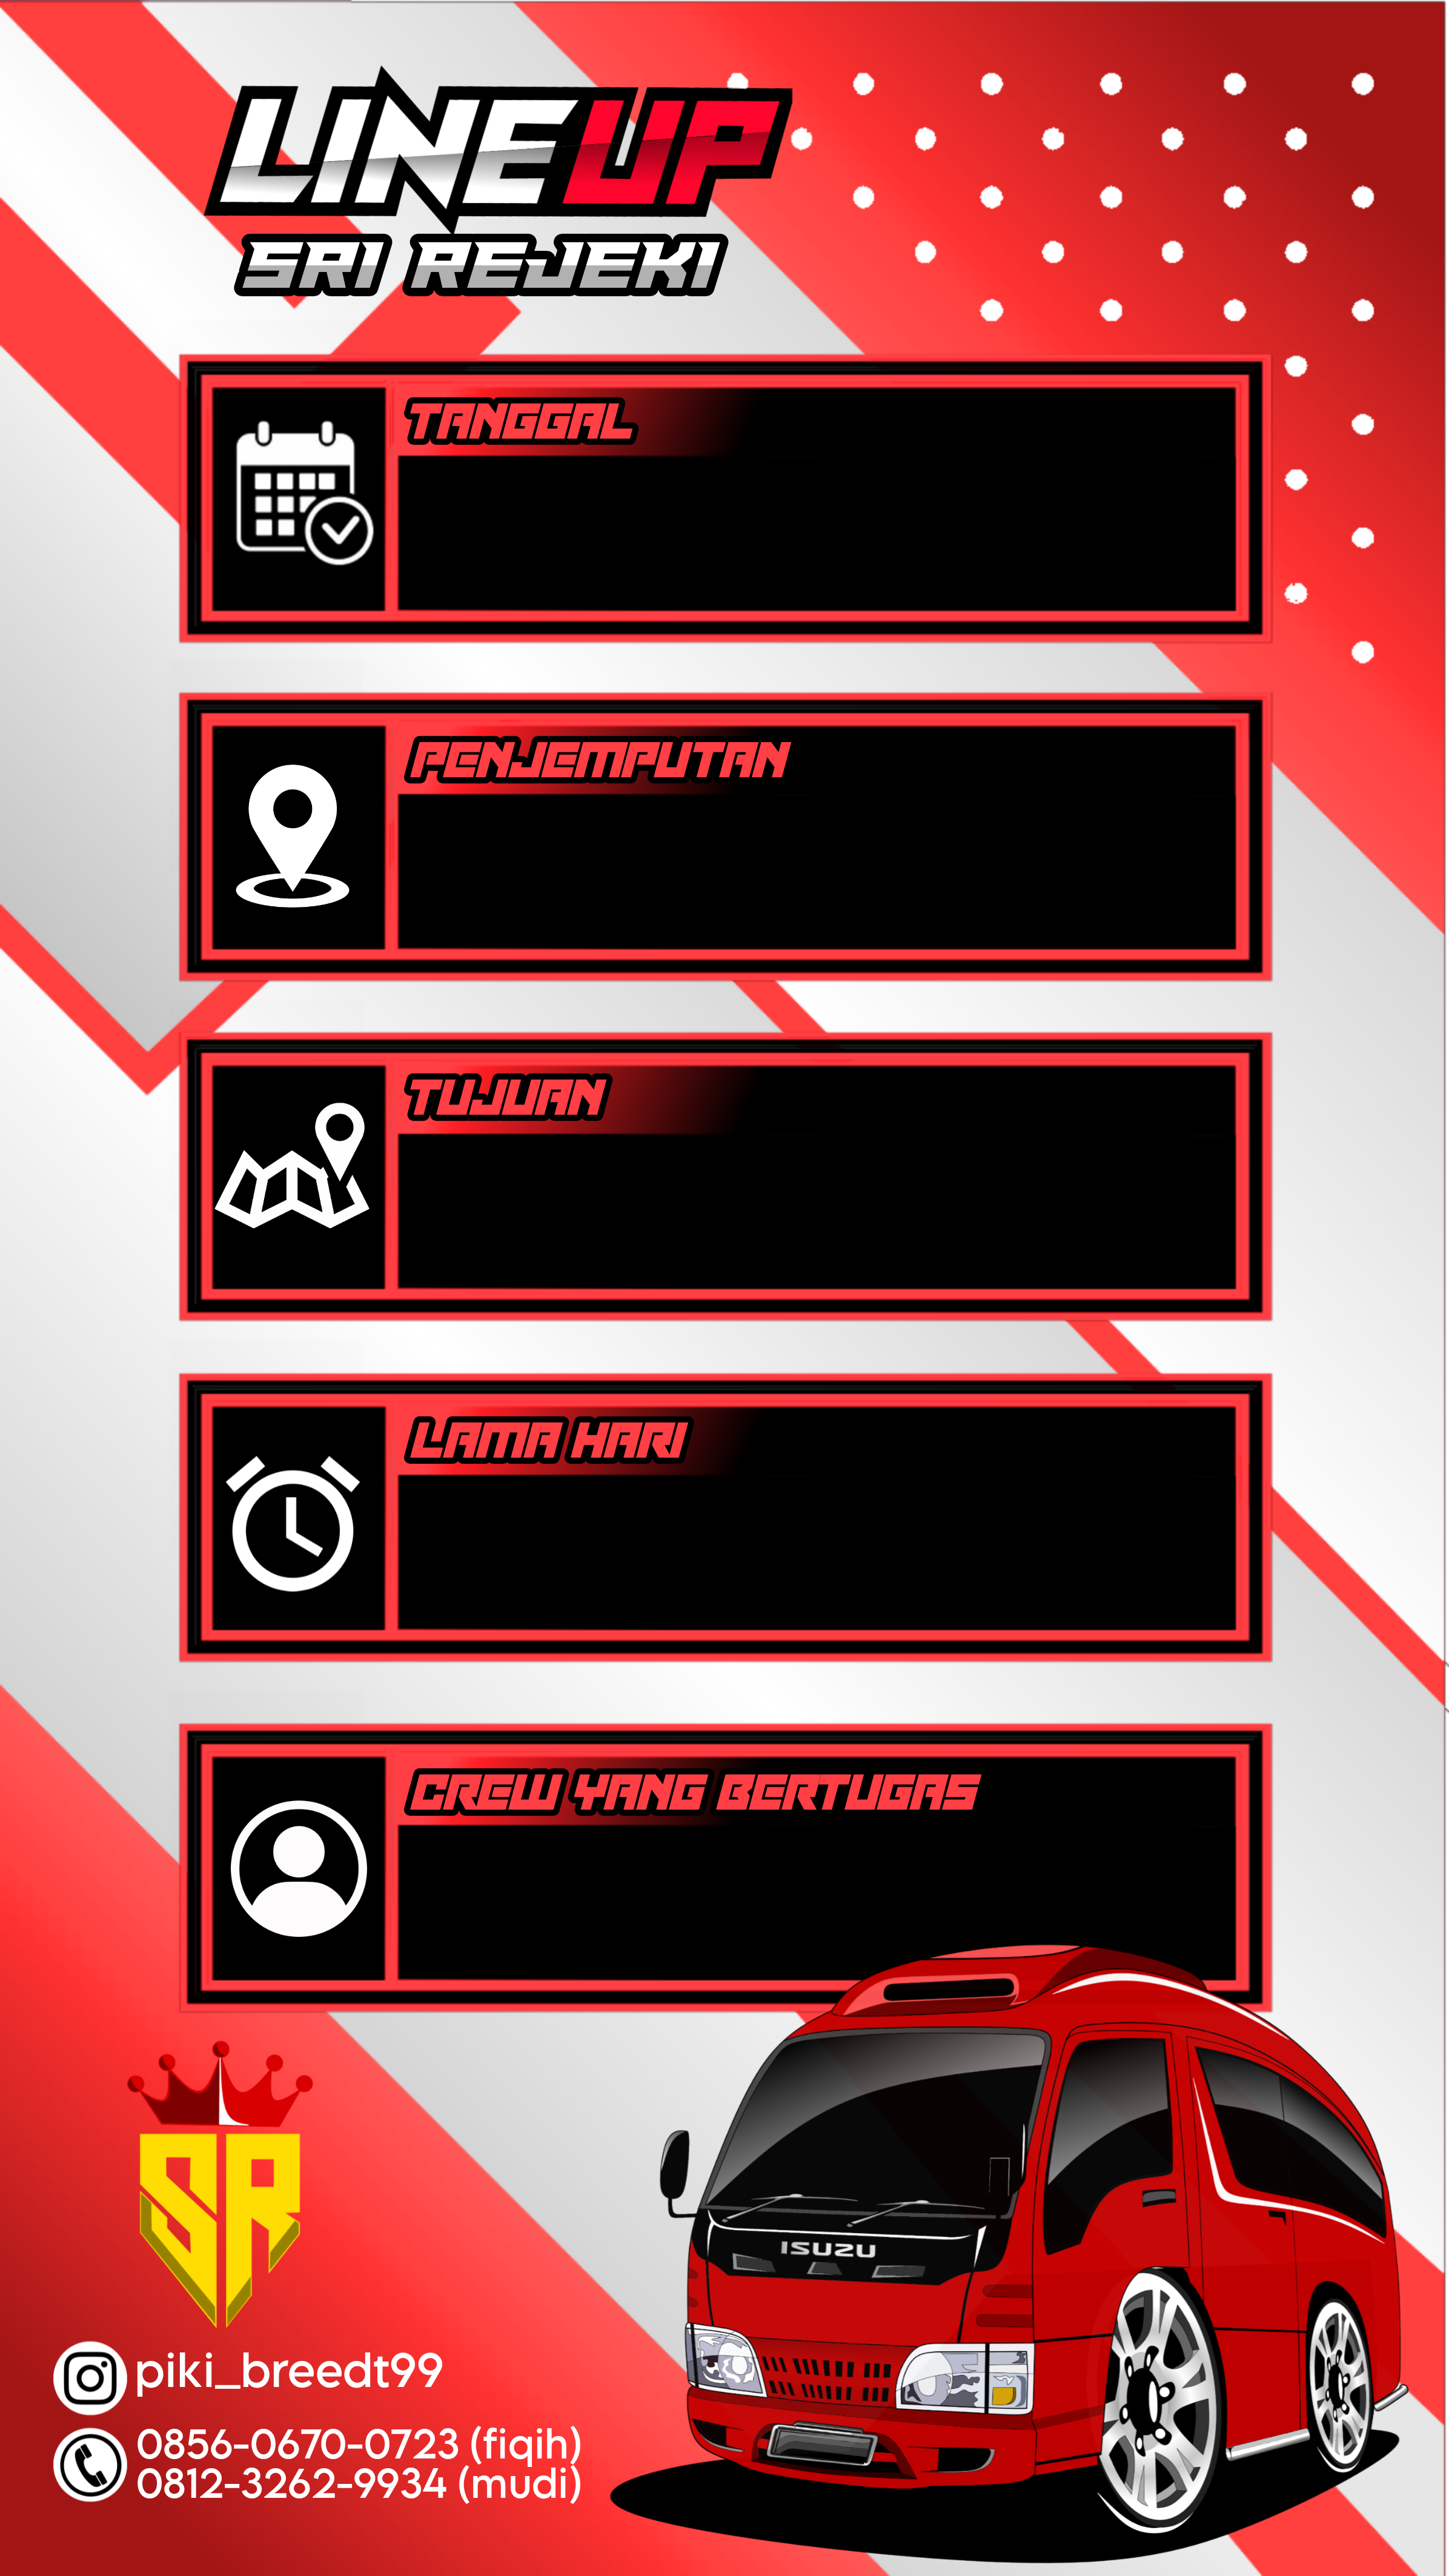 LINEUP
SRI REJEKI
TANGGAL
PENJEMPUTAN
TUJUAN
LAMA HARI
CREW YANG BERTUGAS
SR
ISUZU
piki_breedt99
0856-0670-0723 (fiqih)
0812-3262-9934 (mudi)